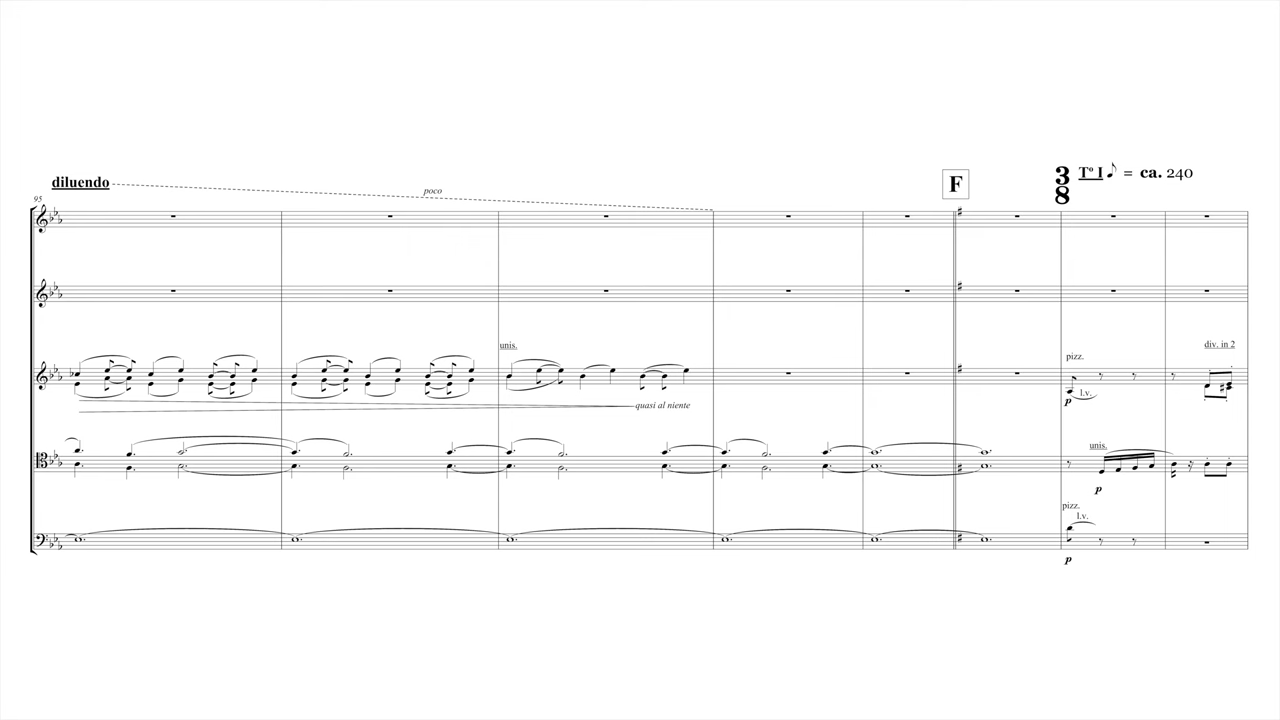 diluendo
poco
95
F
3
8
Tº I = ca. 240
unis.
quasi al niente
pizz.
l.v.
p
div. in 2
unis.
p
pizz.
l.v.
p